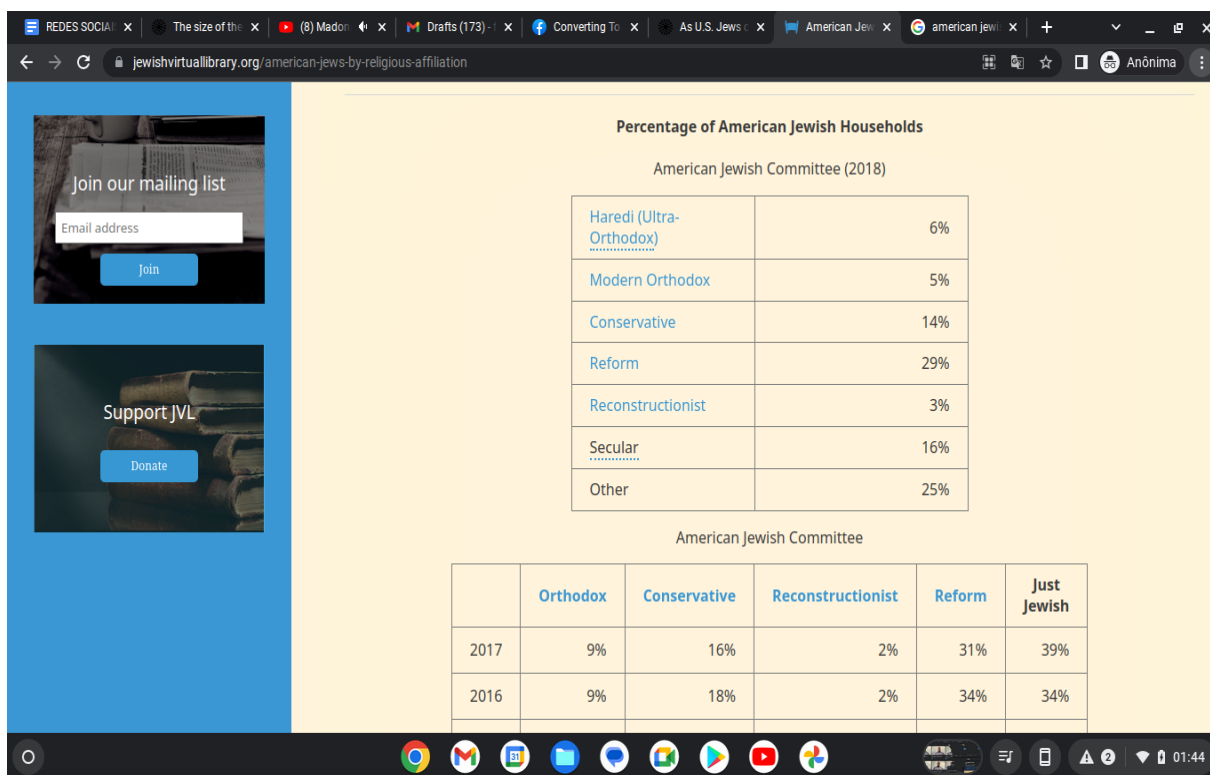 REDES SOCIAI
The size of the
(8) Madon
Drafts (173) - f
Converting To
As U.S. Jews c
American Jew
american jewi
jewishvirtuallibrary.org/american-jews-by-religious-affiliation
Anônima
Join our mailing list
Email address
Join
Support JVL
Donate
Percentage of American Jewish Households
American Jewish Committee (2018)
Haredi (Ultra-
Orthodox) 6%
Modern Orthodox 5%
Conservative 14%
Reform 29%
Reconstructionist 3%
Secular 16%
Other 25%
American Jewish Committee
Orthodox Conservative Reconstructionist Reform Just
Jewish
2017 9% 16% 2% 31% 39%
2016 9% 18% 2% 34% 34%
31
2
01:44